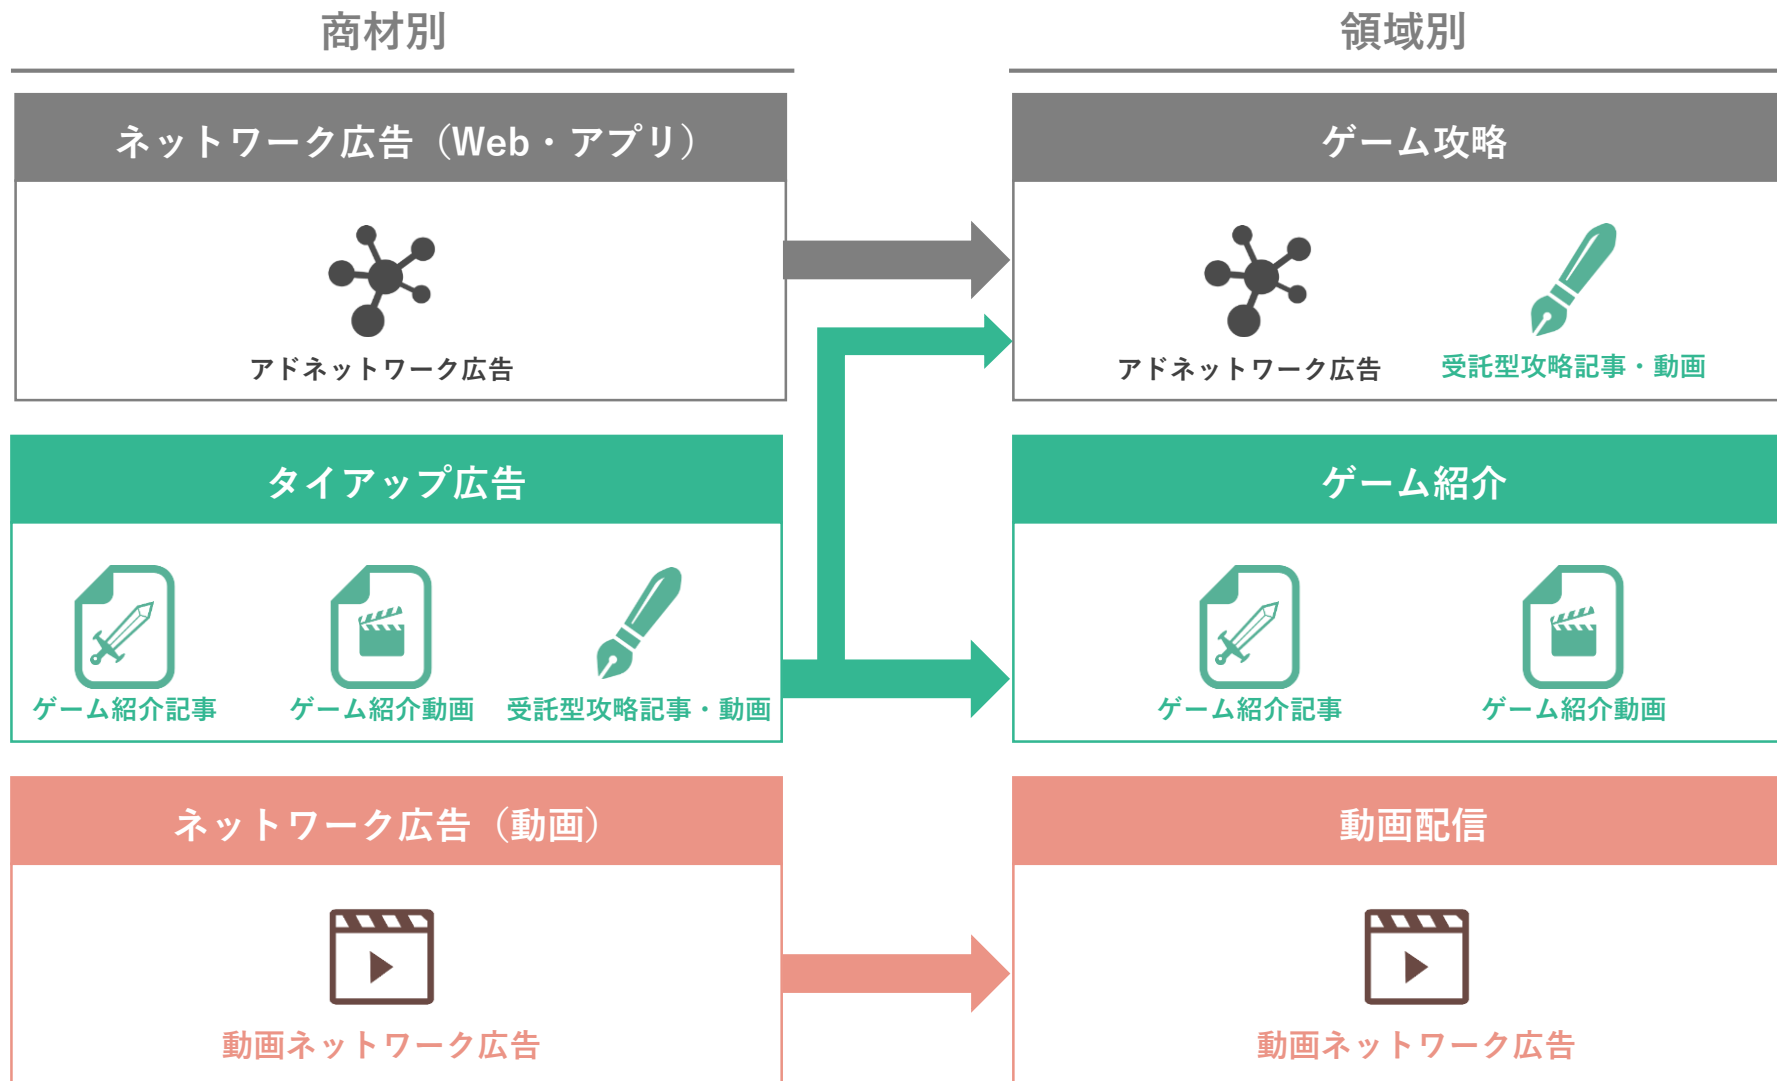 商材別
領域別
ネットワーク広告（Web・アプリ）
ゲーム攻略
アドネットワーク広告
アドネットワーク広告
受託型攻略記事・動画
タイアップ広告
ゲーム紹介
ゲーム紹介記事
ゲーム紹介動画
受託型攻略記事・動画
ゲーム紹介記事
ゲーム紹介動画
ネットワーク広告（動画）
動画配信
動画ネットワーク広告
動画ネットワーク広告